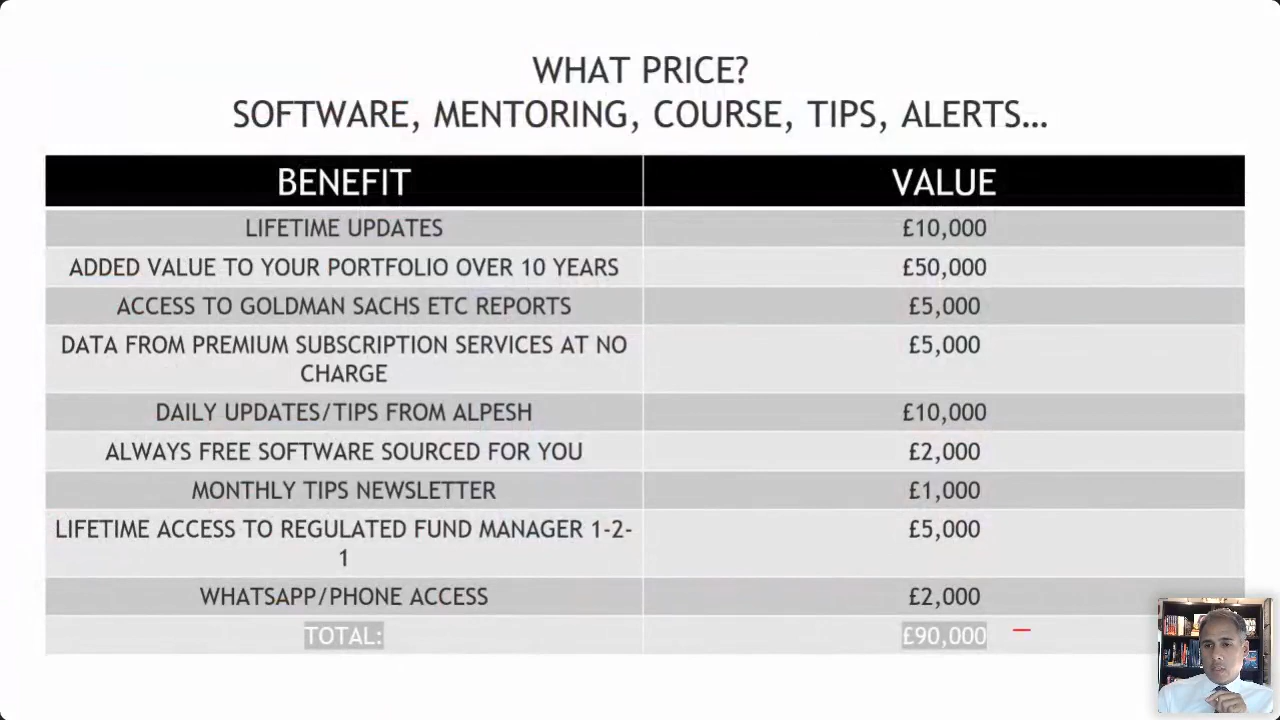 WHAT PRICE?
SOFTWARE, MENTORING, COURSE, TIPS, ALERTS...
BENEFIT VALUE
LIFETIME UPDATES £10,000
ADDED VALUE TO YOUR PORTFOLIO OVER 10 YEARS £50,000
ACCESS TO GOLDMAN SACHS ETC REPORTS £5,000
DATA FROM PREMIUM SUBSCRIPTION SERVICES AT NO £5,000
CHARGE
DAILY UPDATES/TIPS FROM ALPESH £10,000
ALWAYS FREE SOFTWARE SOURCED FOR YOU £2,000
MONTHLY TIPS NEWSLETTER £1,000
LIFETIME ACCESS TO REGULATED FUND MANAGER 1-2- £5,000
1
WHATSAPP/PHONE ACCESS £2,000
TOTAL: £90,000